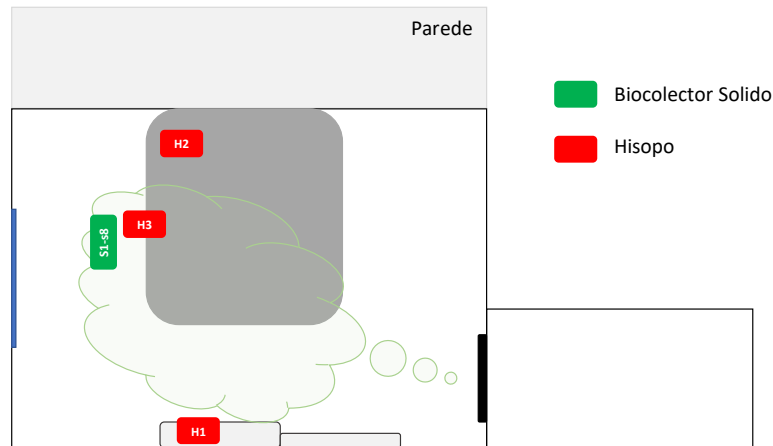 Parede
Biocolector Solido
H2
Hisopo
H3
S1-s8
H1